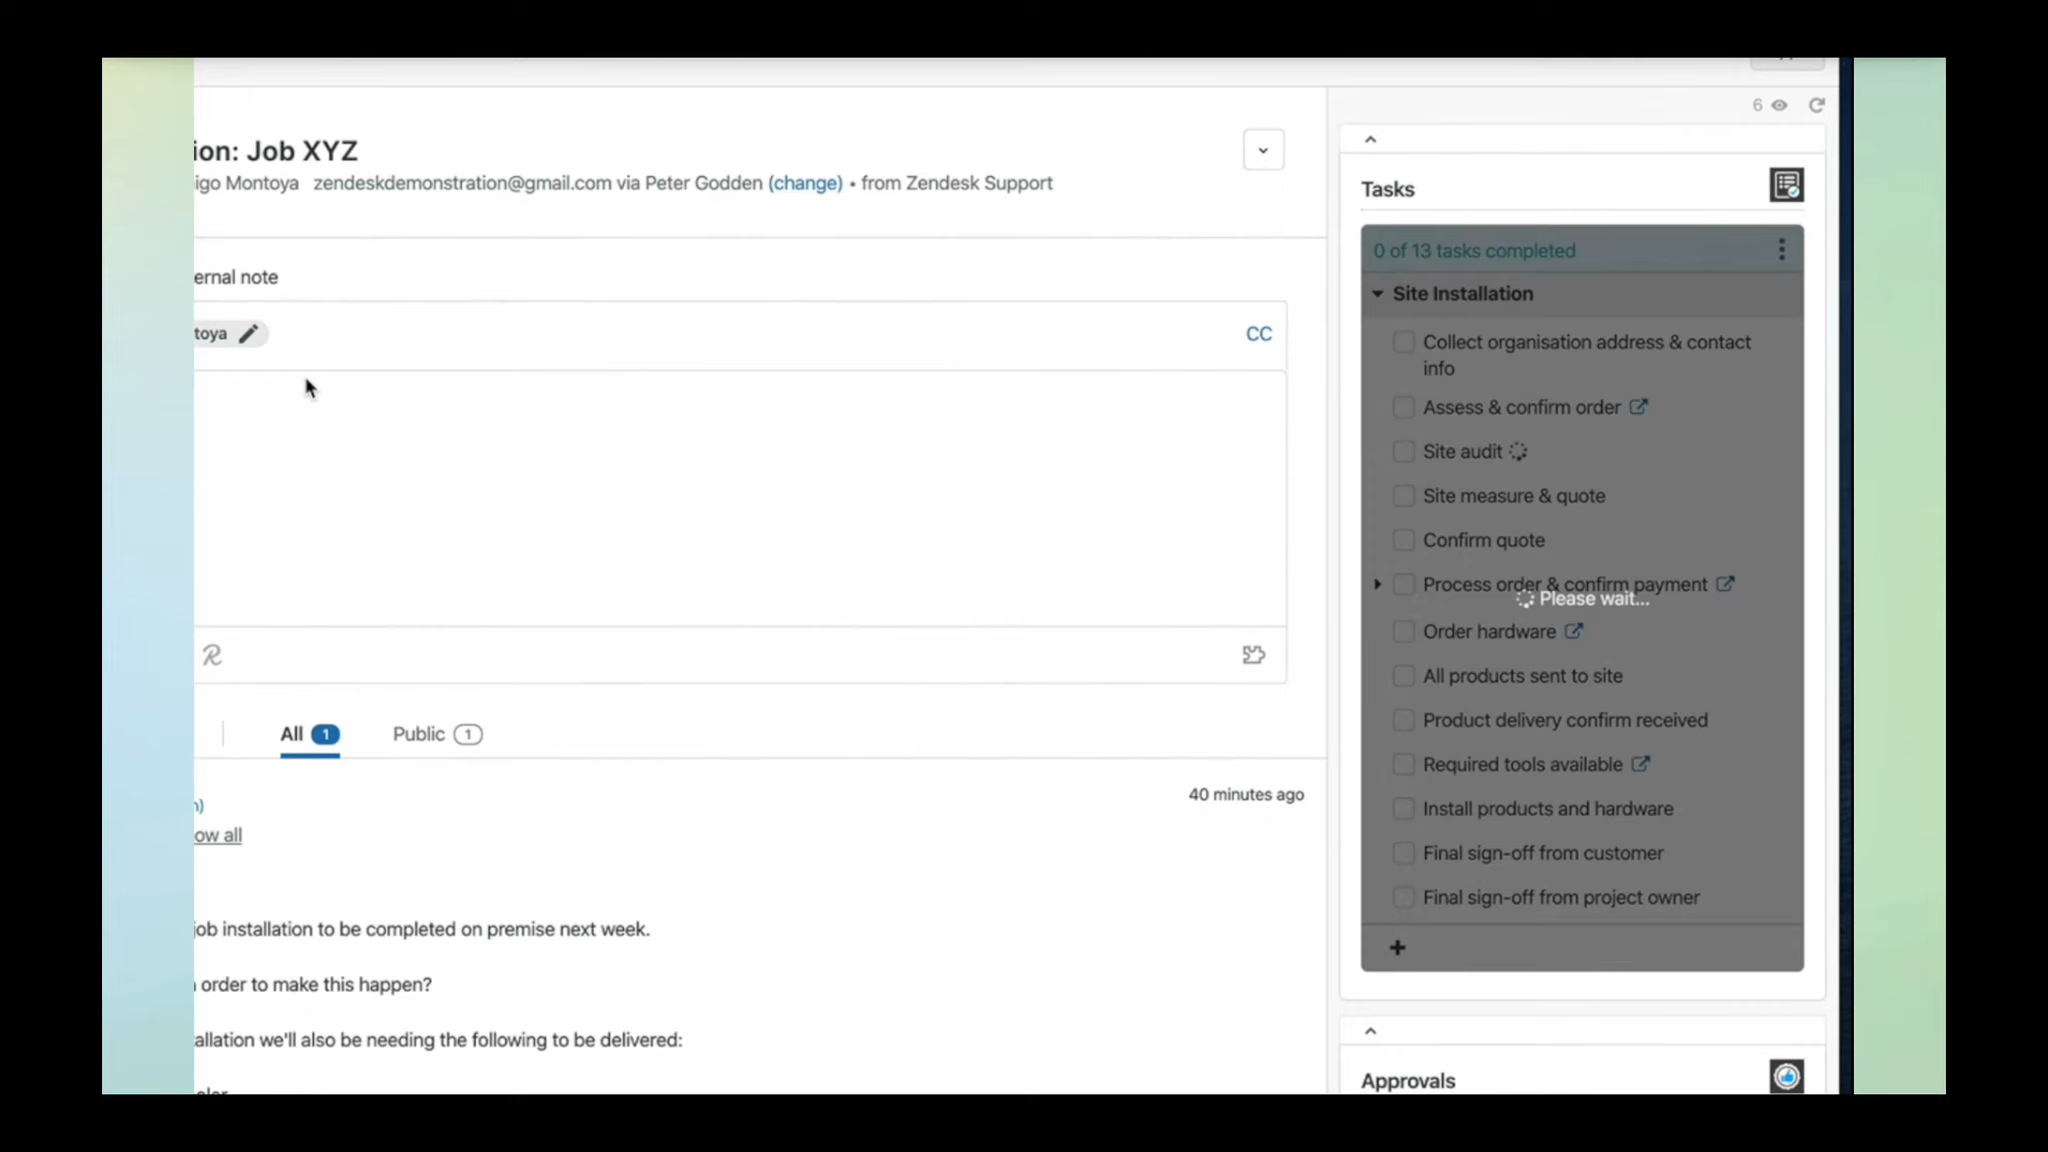 ion: Job XYZ
igo Montoya zendeskdemonstration@gmail.com via Peter Godden (change) • from Zendesk Support
ernal note
toya
CC
All 1
Public 1
40 minutes ago
ow all
job installation to be completed on premise next week.
order to make this happen?
allation we'll also be needing the following to be delivered:
6
Tasks
0 of 13 tasks completed
Site Installation
Collect organisation address & contact
info
Assess & confirm order
Site audit
Site measure & quote
Confirm quote
Process order & confirm payment
Please wait...
Order hardware
All products sent to site
Product delivery confirm received
Required tools available
Install products and hardware
Final sign-off from customer
Final sign-off from project owner
+
Approvals